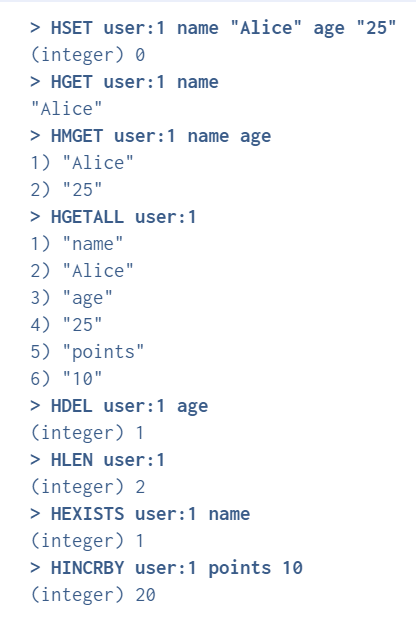 > HSET user:1 name "Alice" age "25"
(integer) 0
> HGET user:1 name
"Alice"
> HMGET user:1 name age
1) "Alice"
2) "25"
> HGETALL user:1
1) "name"
2) "Alice"
3) "age"
4) "25"
5) "points"
6) "10"
> HDEL user:1 age
(integer) 1
> HLEN user:1
(integer) 2
> HEXISTS user:1 name
(integer) 1
> HINCRBY user:1 points 10
(integer) 20